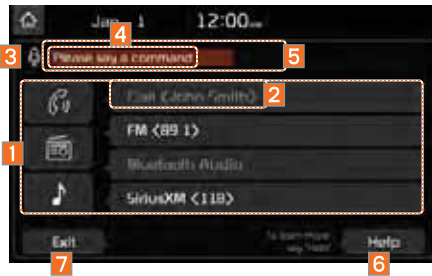 Jan. 1 12:00
4
3 Please say a command 5
Call <John Smith> 2
FM <89.1>
1
Bluetooth Audio
SiriusXM <118>
Exit To learn more say "Help" Help
7 6